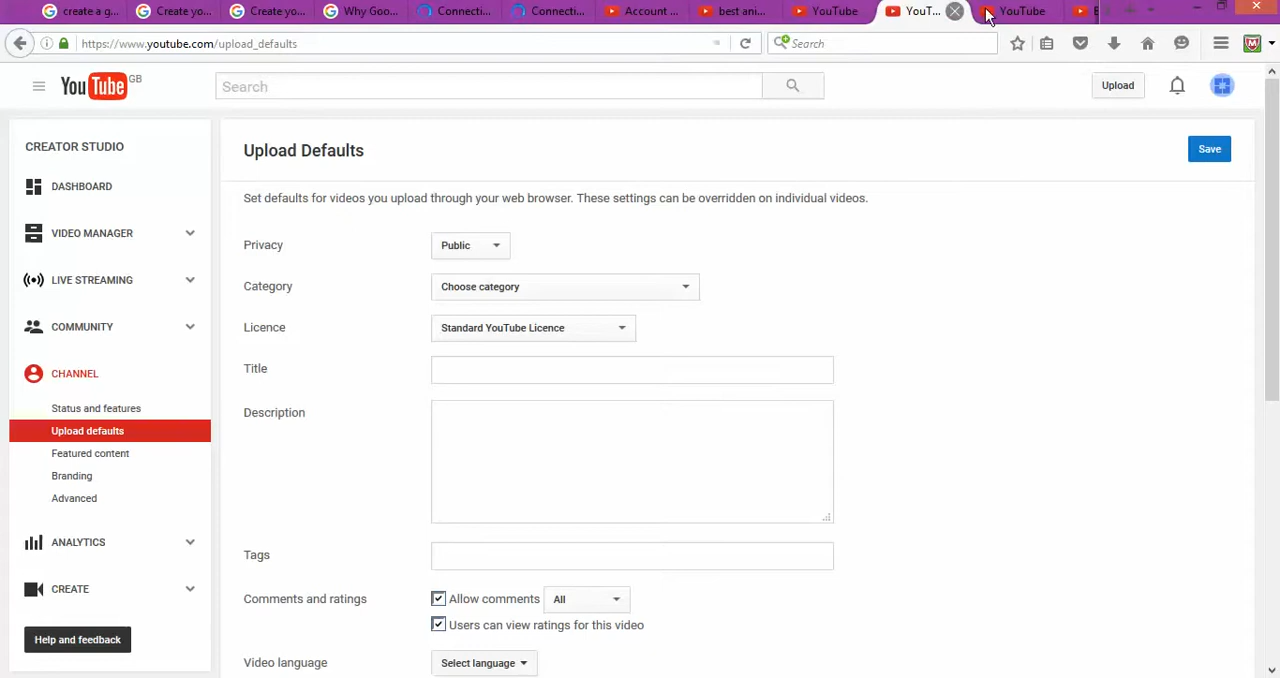 create a g... Create yo... Create yo... Why Goo... Connecti... Connecti... Account ... best ani... YouTube YouT... YouTube
https://www.youtube.com/upload_defaults Search
YouTube GB Search Upload
CREATOR STUDIO
DASHBOARD
VIDEO MANAGER
LIVE STREAMING
COMMUNITY
CHANNEL
Status and features
Upload defaults
Featured content
Branding
Advanced
ANALYTICS
CREATE
Help and feedback
Upload Defaults Save
Set defaults for videos you upload through your web browser. These settings can be overridden on individual videos.
Privacy Public
Category Choose category
Licence Standard YouTube Licence
Title
Description
Tags
Comments and ratings Allow comments All
Users can view ratings for this video
Video language Select language